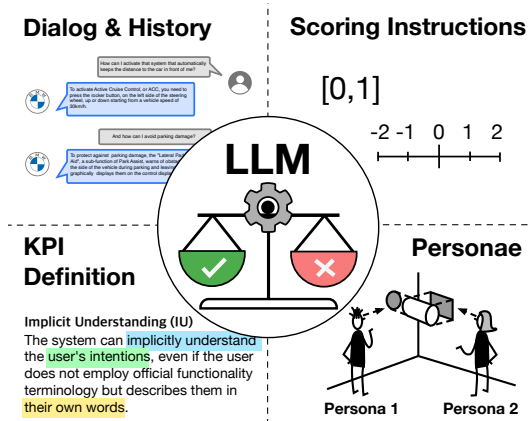 Dialog & History
How can I activate that system that automatically
keeps the distance to the car in front of me?
To activate Active Cruise Control, or ACC, you need to
press the rocker button, on the left side of the steering
wheel, up or down starting from a vehicle speed of
30km/h.
And how can I avoid parking damage?
To protect against parking damage, the "Lateral
Aid", a sub-function of Park Assist, warns of
the side of the vehicle during parking and
graphically displays them on the control
Scoring Instructions
[0,1]
-2 -1 0 1 2
LLM
KPI
Definition
Implicit Understanding (IU)
The system can implicitly understand
the user's intentions, even if the user
does not employ official functionality
terminology but describes them in
their own words.
Personae
Persona 1
Persona 2